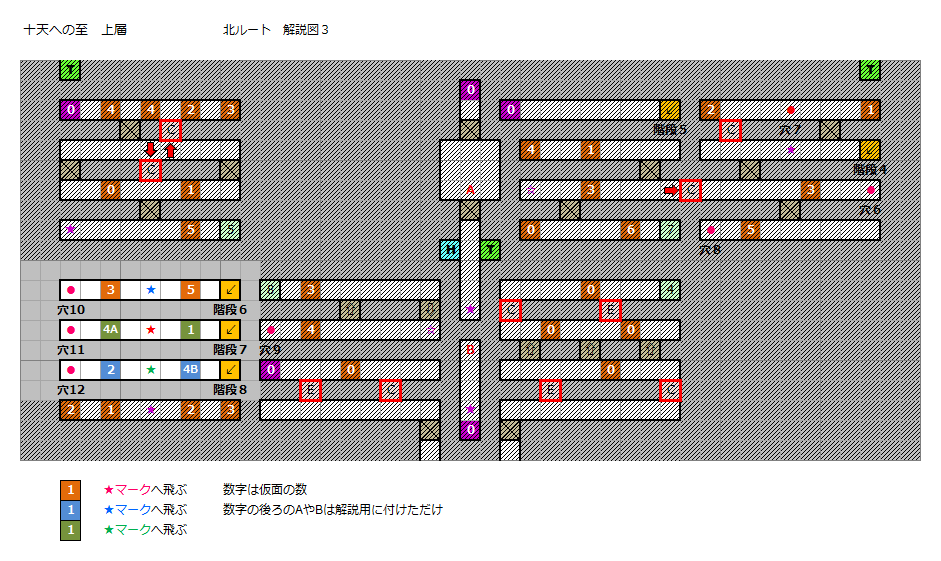 十天への至 上層 北ルート 解説図3
T T
0
0 4 4 2 3 0 ↙ 2 1
C 階段5 C 穴7
4 1 ↙
C 階段4
0 1 A ☆ 3 C 3
穴6
★ 5 5 0 6 7 5
H T 穴8
3 ★ 5 ↙ 8 3 0 4
穴10 階段6 ★ C E
4A ★ 1 ↙ 4 ☆ 0 0
穴11 階段7 穴9 B
2 ★ 4B ↙ 0 0 0
穴12 階段8 E C E C
2 1 ★ 2 3 ★
0
1 ★マークへ飛ぶ 数字は仮面の数
1 ★マークへ飛ぶ 数字の後ろのAやBは解説用に付けただけ
1 ★マークへ飛ぶ